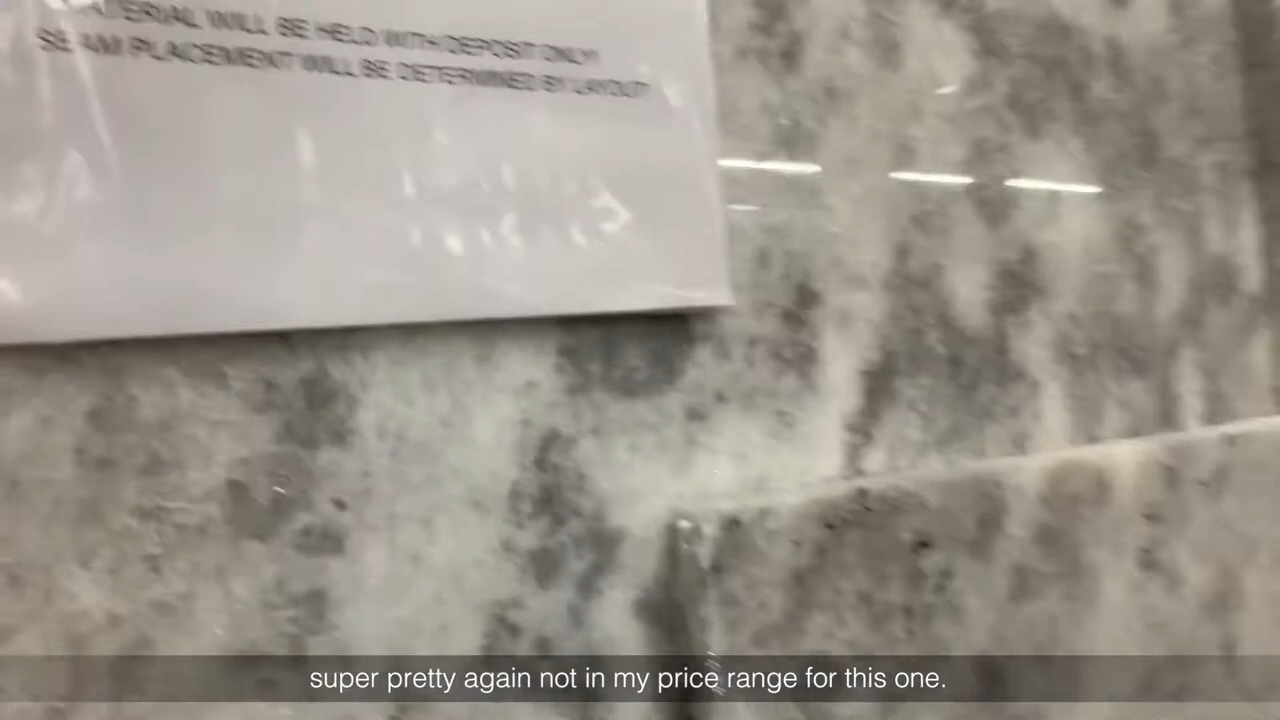 MATERIAL WILL BE HELD WITH DEPOSIT ONLY!
SEAM PLACEMENT WILL BE DETERMINED BY LAYOUT
super pretty again not in my price range for this one.